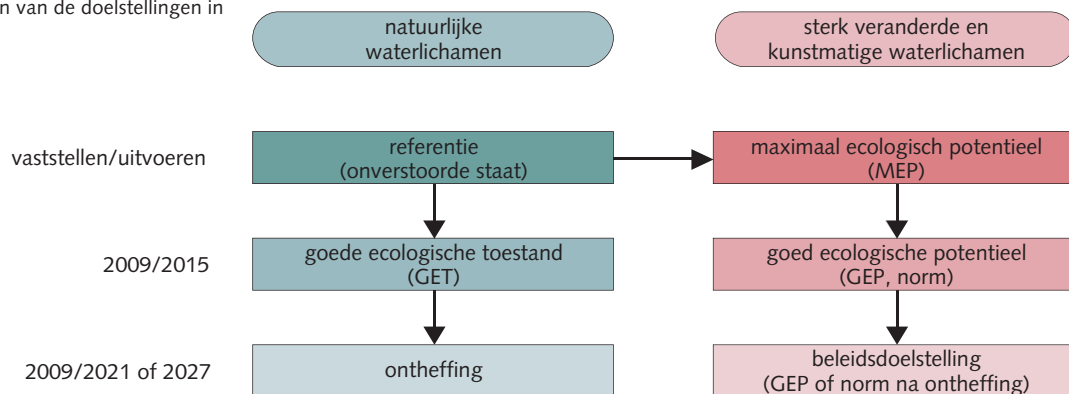 n van de doelstellingen in
natuurlijke
waterlichamen
sterk veranderde en
kunstmatige waterlichamen
vaststellen/uitvoeren
referentie
(onverstoorde staat)
maximaal ecologisch potentieel
(MEP)
2009/2015
goede ecologische toestand
(GET)
goed ecologische potentieel
(GEP, norm)
2009/2021 of 2027
ontheffing
beleidsdoelstelling
(GEP of norm na ontheffing)